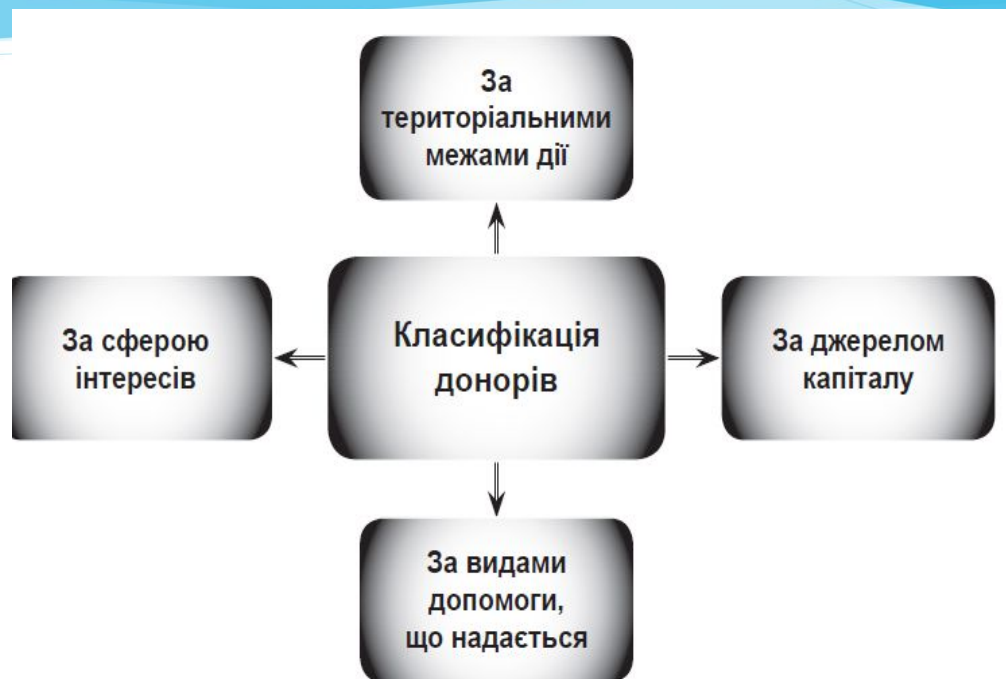 За
територіальними
межами дії
За сферою
інтересів
Класифікація
донорів
За джерелом
капіталу
За видами
допомоги,
що надається